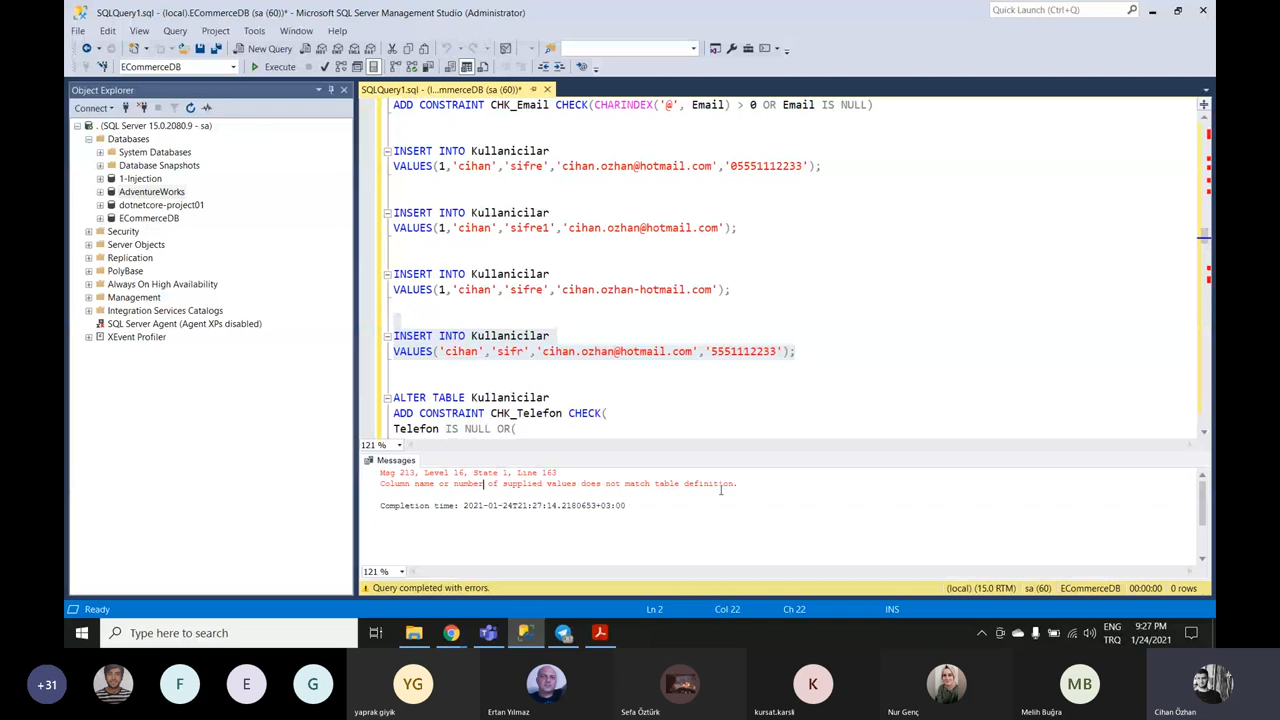 SQLQuery1.sql - (local).ECommerceDB (sa (60))* - Microsoft SQL Server Management Studio (Administrator)
Quick Launch (Ctrl+Q)
File Edit View Query Project Tools Window Help
New Query
ECommerceDB
Execute
Object Explorer
SQLQuery1.sql - (l...mmerceDB (sa (60))*
Connect
. (SQL Server 15.0.2080.9 - sa)
Databases
System Databases
Database Snapshots
1-Injection
AdventureWorks
dotnetcore-project01
ECommerceDB
Security
Server Objects
Replication
PolyBase
Always On High Availability
Management
Integration Services Catalogs
SQL Server Agent (Agent XPs disabled)
XEvent Profiler
ADD CONSTRAINT CHK_Email CHECK(CHARINDEX('@', Email) > 0 OR Email IS NULL)
INSERT INTO Kullanicilar
VALUES(1,'cihan','sifre','cihan.ozhan@hotmail.com','05551112233');
INSERT INTO Kullanicilar
VALUES(1,'cihan','sifre1','cihan.ozhan@hotmail.com');
INSERT INTO Kullanicilar
VALUES(1,'cihan','sifre','cihan.ozhan-hotmail.com');
INSERT INTO Kullanicilar
VALUES('cihan','sifr','cihan.ozhan@hotmail.com','5551112233');
ALTER TABLE Kullanicilar
ADD CONSTRAINT CHK_Telefon CHECK(
Telefon IS NULL OR(
121 %
Messages
Msg 213, Level 16, State 1, Line 163
Column name or number of supplied values does not match table definition.
Completion time: 2021-01-24T21:27:14.2180653+03:00
121 %
Query completed with errors.
(local) (15.0 RTM) sa (60) ECommerceDB 00:00:00 0 rows
Ready
Ln 2 Col 22 Ch 22 INS
Type here to search
ENG
TRQ
9:27 PM
1/24/2021
+31
F
E
G
YG
K
MB
yaprak giyik
Ertan Yılmaz
Sefa Öztürk
kursat.karsli
Nur Genç
Melih Buğra
Cihan Özhan